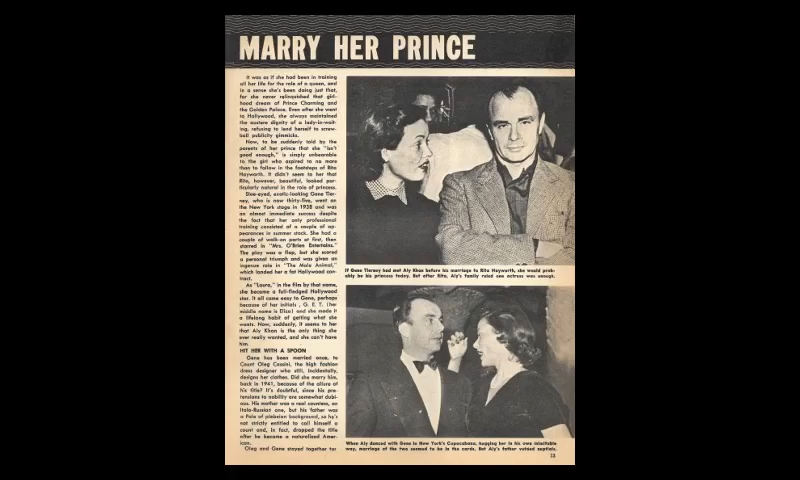 MARRY HER PRINCE
It was as if she had been in training
all her life for the role of a queen, and
in a sense she's been doing just that,
for she never relinquished that girl-
hood dream of Prince Charming and
the Golden Palace. Even after she went
to Hollywood, she always maintained
the austere dignity of a lady-in-wait-
ing, refusing to lend herself to screw-
ball publicity gimmicks.
Now, to be suddenly told by the
parents of her prince that she "isn't
good enough," is simply unbearable
to the girl who aspired to no more
than to follow in the footsteps of Rita
Hayworth. It didn't seem to her that
Rita, however, beautiful, looked par-
ticularly natural in the role of princess.
Sloe-eyed, exotic-looking Gene Tier-
ney, who is now thirty-five, went on
the New York stage in 1938 and was
an almost immediate success despite
the fact that her only professional
training consisted of a couple of ap-
pearances in summer stock. She had a
couple of walk-on parts at first, then
starred in "Mrs. O'Brien Entertains."
The play was a flop, but she scored
a personal triumph and was given an
ingenue role in "The Male Animal,"
which landed her a fat Hollywood con-
tract.
As "Laura," in the film by that name,
she became a full-fledged Hollywood
star. It all came easy to Gene, perhaps
because of her initials, G. E. T. (her
middle name is Eliza) and she made it
a lifelong habit of getting what she
wants. Now, suddenly, it seems to her
that Aly Khan is the only thing she
ever really wanted, and she can't have
him.
HIT HER WITH A SPOON
Gene has been married once, to
Count Oleg Cassini, the high fashion
dress designer who still, incidentally,
designs her clothes. Did she marry him,
back in 1941, because of the allure of
his title? It's doubtful, since his pre-
tensions to nobility are somewhat dubi-
ous. His mother was a real countess, an
Italo-Russian one, but his father was
a Pole of plebeian background, so he's
not strictly entitled to call himself a
count and, in fact, dropped the title
after he became a naturalized Amer-
ican.
Oleg and Gene stayed together for
If Gene Tierney had met Aly Khan before his marriage to Rita Hayworth, she would prob-
ably be his princess today. But after Rita, Aly's family ruled one actress was enough.
When Aly danced with Gene in New York's Copacabana, hugging her in his own inimitable
way, marriage of the two seemed to be in the cards. But Aly's father vetoed nuptials.